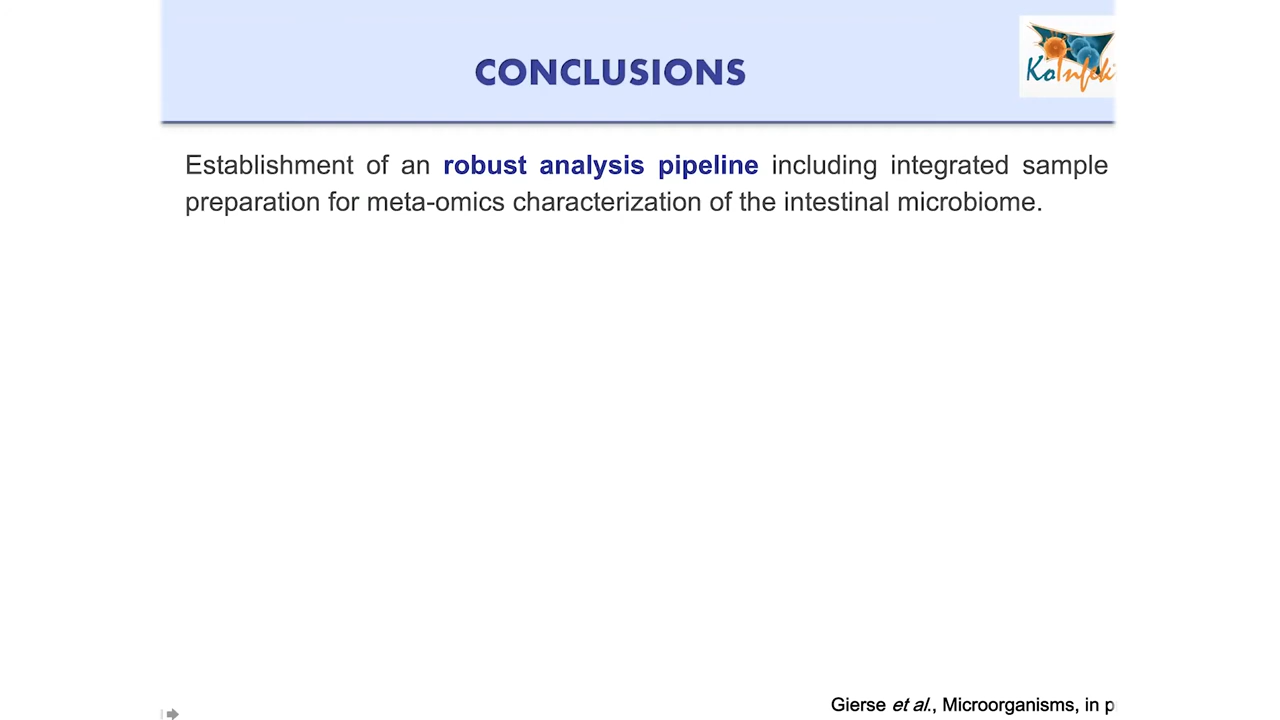 CONCLUSIONS
KoInfekt
Establishment of an robust analysis pipeline including integrated sample
preparation for meta-omics characterization of the intestinal microbiome.
Gierse et al., Microorganisms, in p